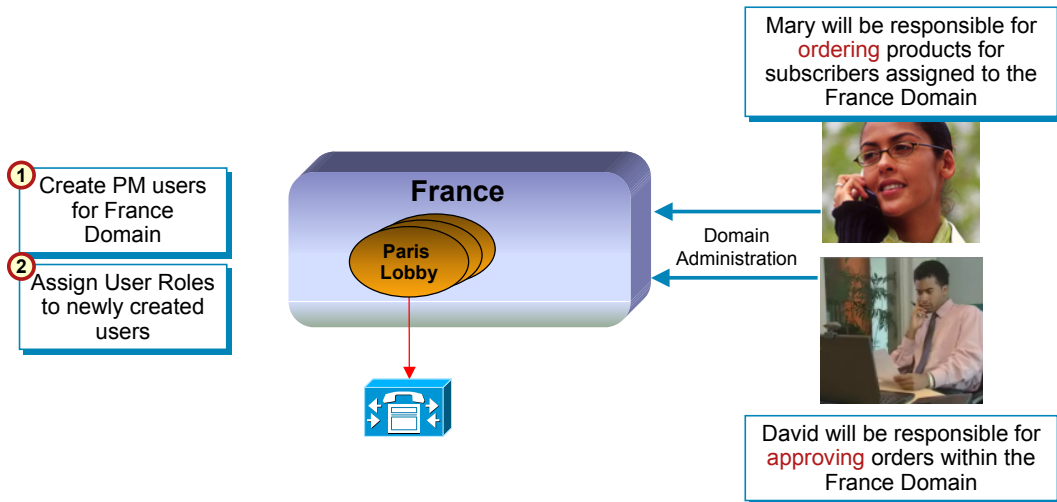 Mary will be responsible for
ordering products for
subscribers assigned to the
France Domain
1
Create PM users
for France
Domain
2
Assign User Roles
to newly created
users
France
Paris
Lobby
Domain
Administration
David will be responsible for
approving orders within the
France Domain